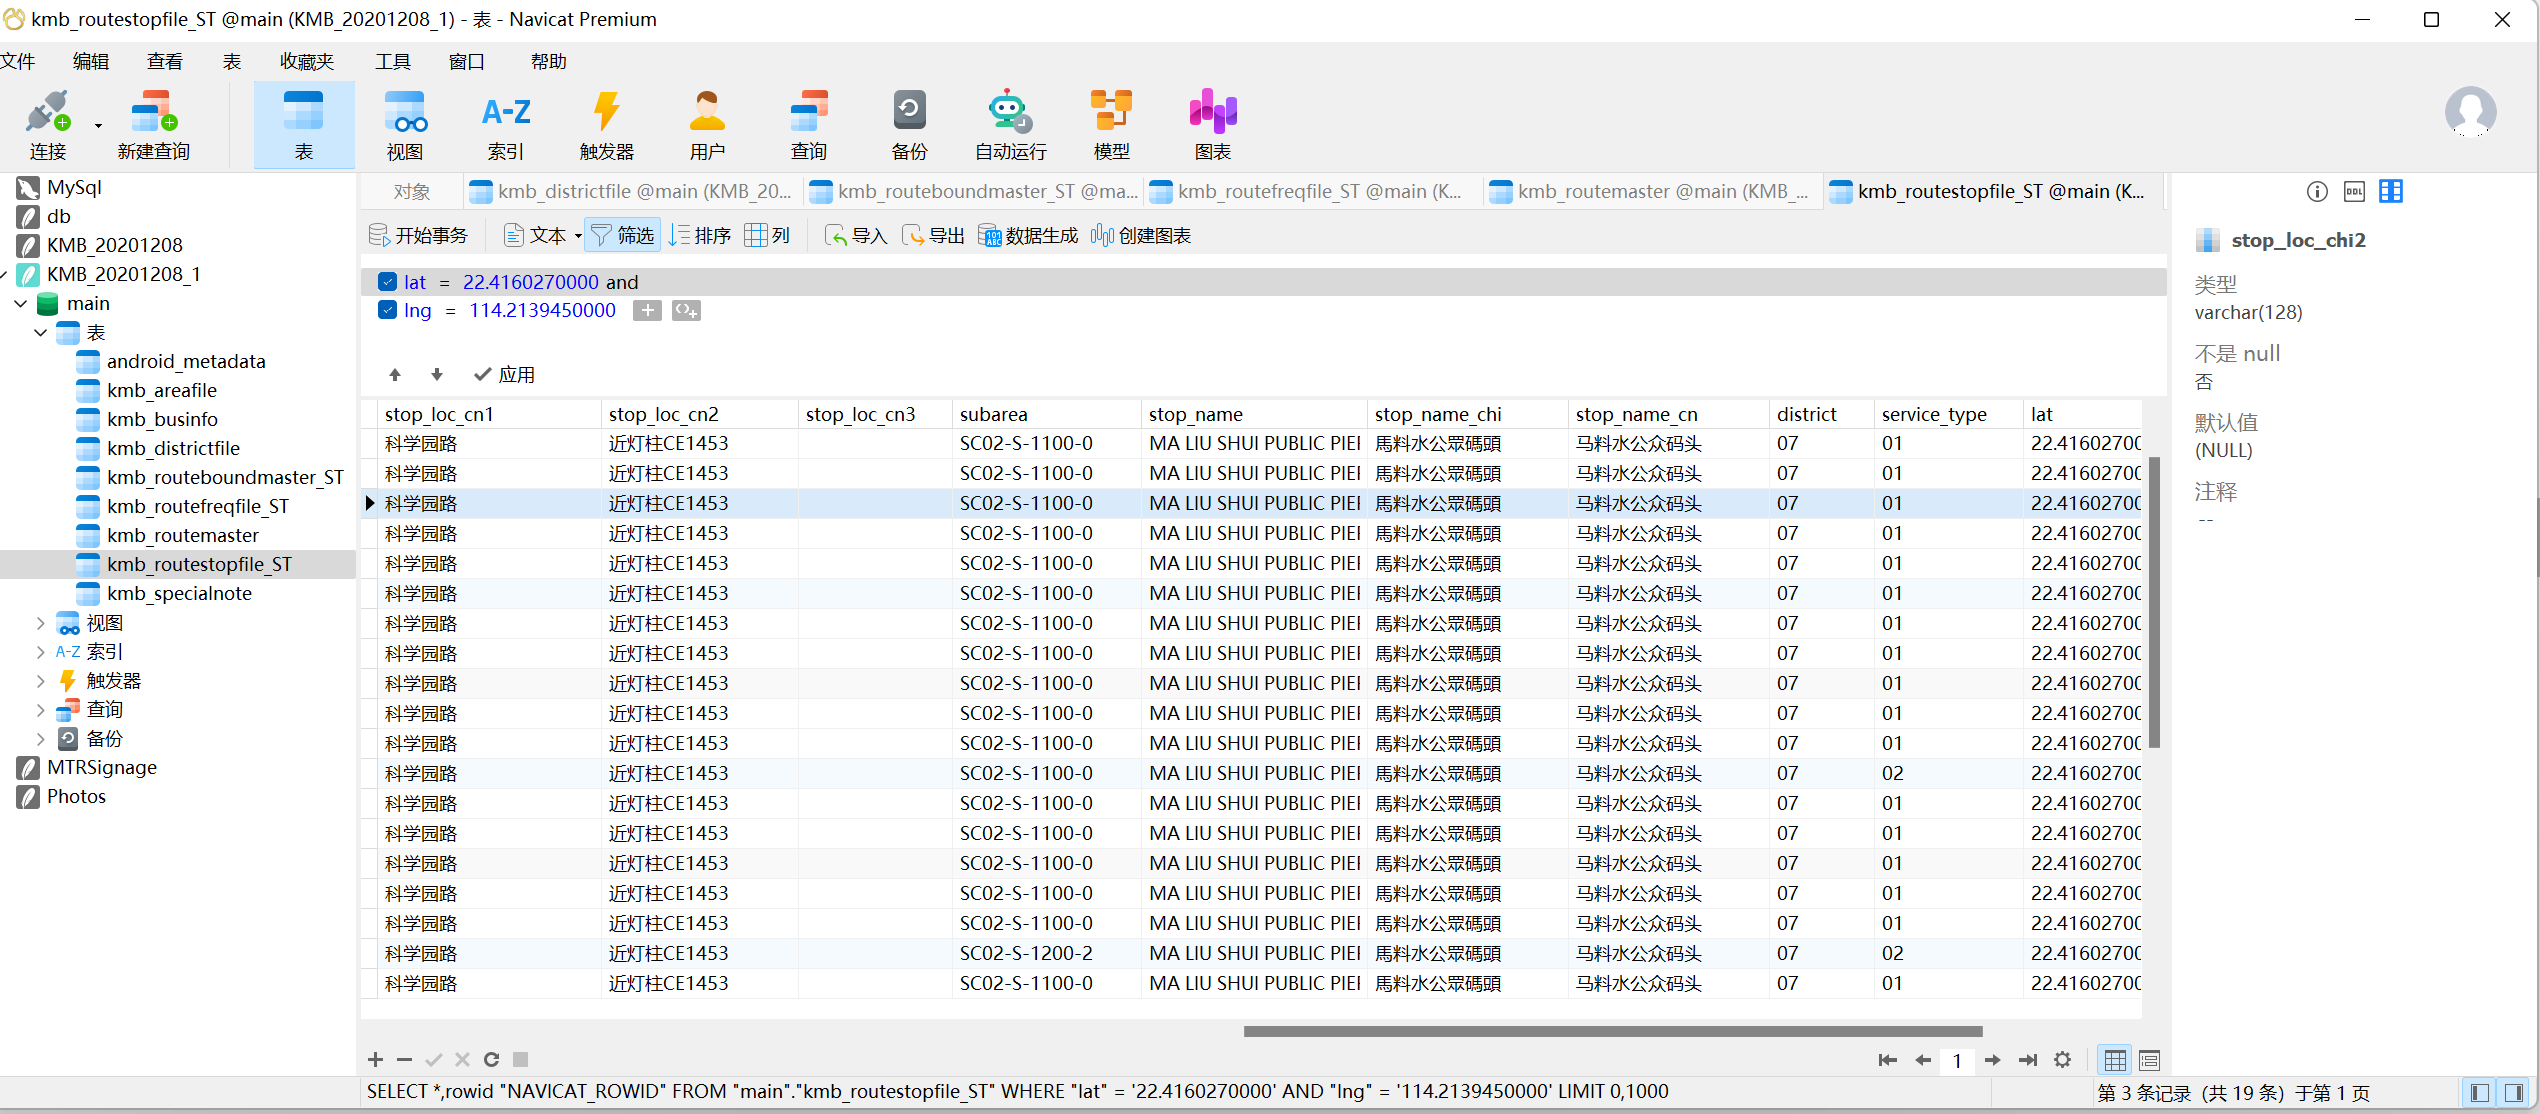 kmb_routestopfile_ST @main (KMB_20201208_1) - 表 - Navicat Premium
文件 编辑 查看 表 收藏夹 工具 窗口 帮助
连接 新建查询 表 视图 索引 触发器 用户 查询 备份 自动运行 模型 图表
MySql
db
KMB_20201208
KMB_20201208_1
main
表
android_metadata
kmb_areafile
kmb_businfo
kmb_districtfile
kmb_routeboundmaster_ST
kmb_routefreqfile_ST
kmb_routemaster
kmb_routestopfile_ST
kmb_specialnote
视图
A-Z 索引
触发器
查询
备份
MTRSignage
Photos
对象 kmb_districtfile @main (KMB_20... kmb_routeboundmaster_ST @ma... kmb_routefreqfile_ST @main (K... kmb_routemaster @main (KMB_... kmb_routestopfile_ST @main (K...
开始事务 文本 筛选 排序 列 导入 导出 数据生成 创建图表
lat = 22.4160270000 and
lng = 114.2139450000
应用
stop_loc_cn1 stop_loc_cn2 stop_loc_cn3 subarea stop_name stop_name_chi stop_name_cn district service_type lat
科学园路 近灯柱CE1453 SC02-S-1100-0 MA LIU SHUI PUBLIC PIEI 馬料水公眾碼頭 马料水公众码头 07 01 22.4160270(
科学园路 近灯柱CE1453 SC02-S-1100-0 MA LIU SHUI PUBLIC PIEI 馬料水公眾碼頭 马料水公众码头 07 01 22.4160270(
科学园路 近灯柱CE1453 SC02-S-1100-0 MA LIU SHUI PUBLIC PIEI 馬料水公眾碼頭 马料水公众码头 07 01 22.4160270(
科学园路 近灯柱CE1453 SC02-S-1100-0 MA LIU SHUI PUBLIC PIEI 馬料水公眾碼頭 马料水公众码头 07 01 22.4160270(
科学园路 近灯柱CE1453 SC02-S-1100-0 MA LIU SHUI PUBLIC PIEI 馬料水公眾碼頭 马料水公众码头 07 01 22.4160270(
科学园路 近灯柱CE1453 SC02-S-1100-0 MA LIU SHUI PUBLIC PIEI 馬料水公眾碼頭 马料水公众码头 07 01 22.4160270(
科学园路 近灯柱CE1453 SC02-S-1100-0 MA LIU SHUI PUBLIC PIEI 馬料水公眾碼頭 马料水公众码头 07 01 22.4160270(
科学园路 近灯柱CE1453 SC02-S-1100-0 MA LIU SHUI PUBLIC PIEI 馬料水公眾碼頭 马料水公众码头 07 01 22.4160270(
科学园路 近灯柱CE1453 SC02-S-1100-0 MA LIU SHUI PUBLIC PIEI 馬料水公眾碼頭 马料水公众码头 07 01 22.4160270(
科学园路 近灯柱CE1453 SC02-S-1100-0 MA LIU SHUI PUBLIC PIEI 馬料水公眾碼頭 马料水公众码头 07 01 22.4160270(
科学园路 近灯柱CE1453 SC02-S-1100-0 MA LIU SHUI PUBLIC PIEI 馬料水公眾碼頭 马料水公众码头 07 01 22.4160270(
科学园路 近灯柱CE1453 SC02-S-1100-0 MA LIU SHUI PUBLIC PIEI 馬料水公眾碼頭 马料水公众码头 07 02 22.4160270(
科学园路 近灯柱CE1453 SC02-S-1100-0 MA LIU SHUI PUBLIC PIEI 馬料水公眾碼頭 马料水公众码头 07 01 22.4160270(
科学园路 近灯柱CE1453 SC02-S-1100-0 MA LIU SHUI PUBLIC PIEI 馬料水公眾碼頭 马料水公众码头 07 01 22.4160270(
科学园路 近灯柱CE1453 SC02-S-1100-0 MA LIU SHUI PUBLIC PIEI 馬料水公眾碼頭 马料水公众码头 07 01 22.4160270(
科学园路 近灯柱CE1453 SC02-S-1100-0 MA LIU SHUI PUBLIC PIEI 馬料水公眾碼頭 马料水公众码头 07 01 22.4160270(
科学园路 近灯柱CE1453 SC02-S-1100-0 MA LIU SHUI PUBLIC PIEI 馬料水公眾碼頭 马料水公众码头 07 01 22.4160270(
科学园路 近灯柱CE1453 SC02-S-1200-2 MA LIU SHUI PUBLIC PIEI 馬料水公眾碼頭 马料水公众码头 07 02 22.4160270(
科学园路 近灯柱CE1453 SC02-S-1100-0 MA LIU SHUI PUBLIC PIEI 馬料水公眾碼頭 马料水公众码头 07 01 22.4160270(
1
SELECT *,rowid "NAVICAT_ROWID" FROM "main"."kmb_routestopfile_ST" WHERE "lat" = '22.4160270000' AND "lng" = '114.2139450000' LIMIT 0,1000
第 3 条记录 (共 19 条) 于第 1 页
DDL
stop_loc_chi2
类型
varchar(128)
不是 null
否
默认值
(NULL)
注释
--